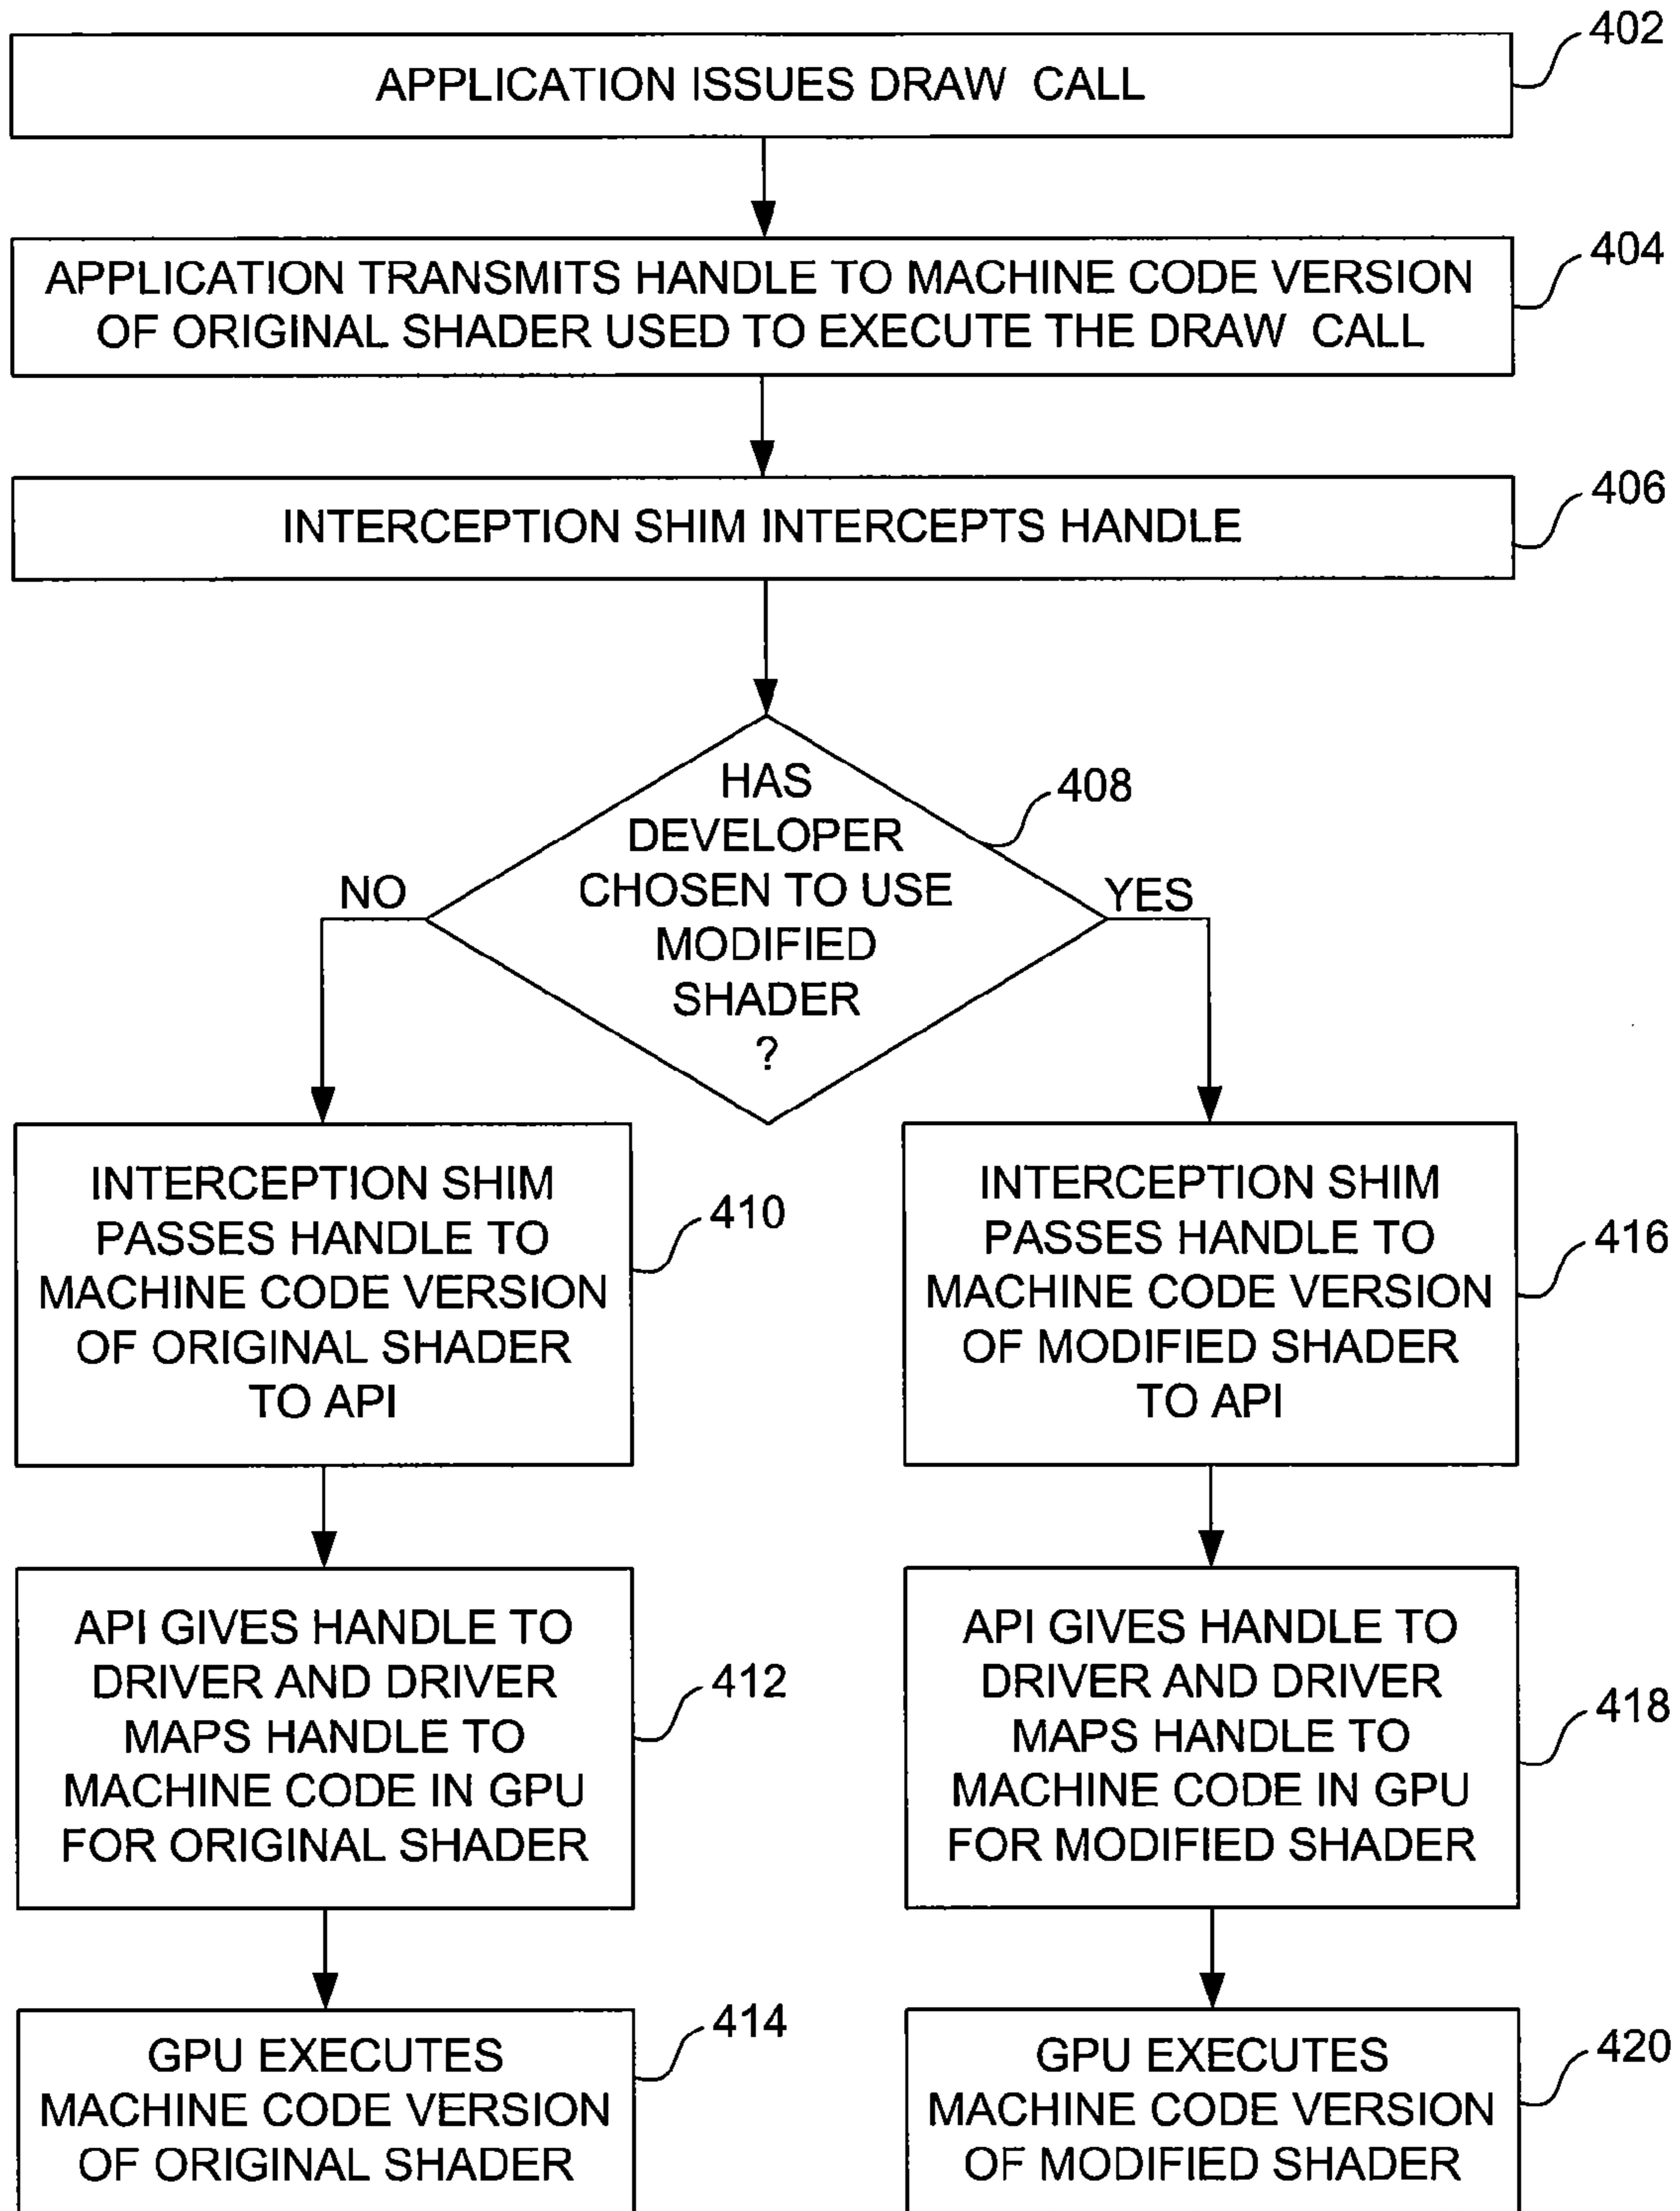 402
APPLICATION ISSUES DRAW CALL
404
APPLICATION TRANSMITS HANDLE TO MACHINE CODE VERSION
OF ORIGINAL SHADER USED TO EXECUTE THE DRAW CALL
406
INTERCEPTION SHIM INTERCEPTS HANDLE
408
HAS
DEVELOPER
CHOSEN TO USE
MODIFIED
SHADER
?
NO
YES
INTERCEPTION SHIM
PASSES HANDLE TO
MACHINE CODE VERSION
OF ORIGINAL SHADER
TO API
410
INTERCEPTION SHIM
PASSES HANDLE TO
MACHINE CODE VERSION
OF MODIFIED SHADER
TO API
416
API GIVES HANDLE TO
DRIVER AND DRIVER
MAPS HANDLE TO
MACHINE CODE IN GPU
FOR ORIGINAL SHADER
412
API GIVES HANDLE TO
DRIVER AND DRIVER
MAPS HANDLE TO
MACHINE CODE IN GPU
FOR MODIFIED SHADER
418
GPU EXECUTES
MACHINE CODE VERSION
OF ORIGINAL SHADER
414
GPU EXECUTES
MACHINE CODE VERSION
OF MODIFIED SHADER
420